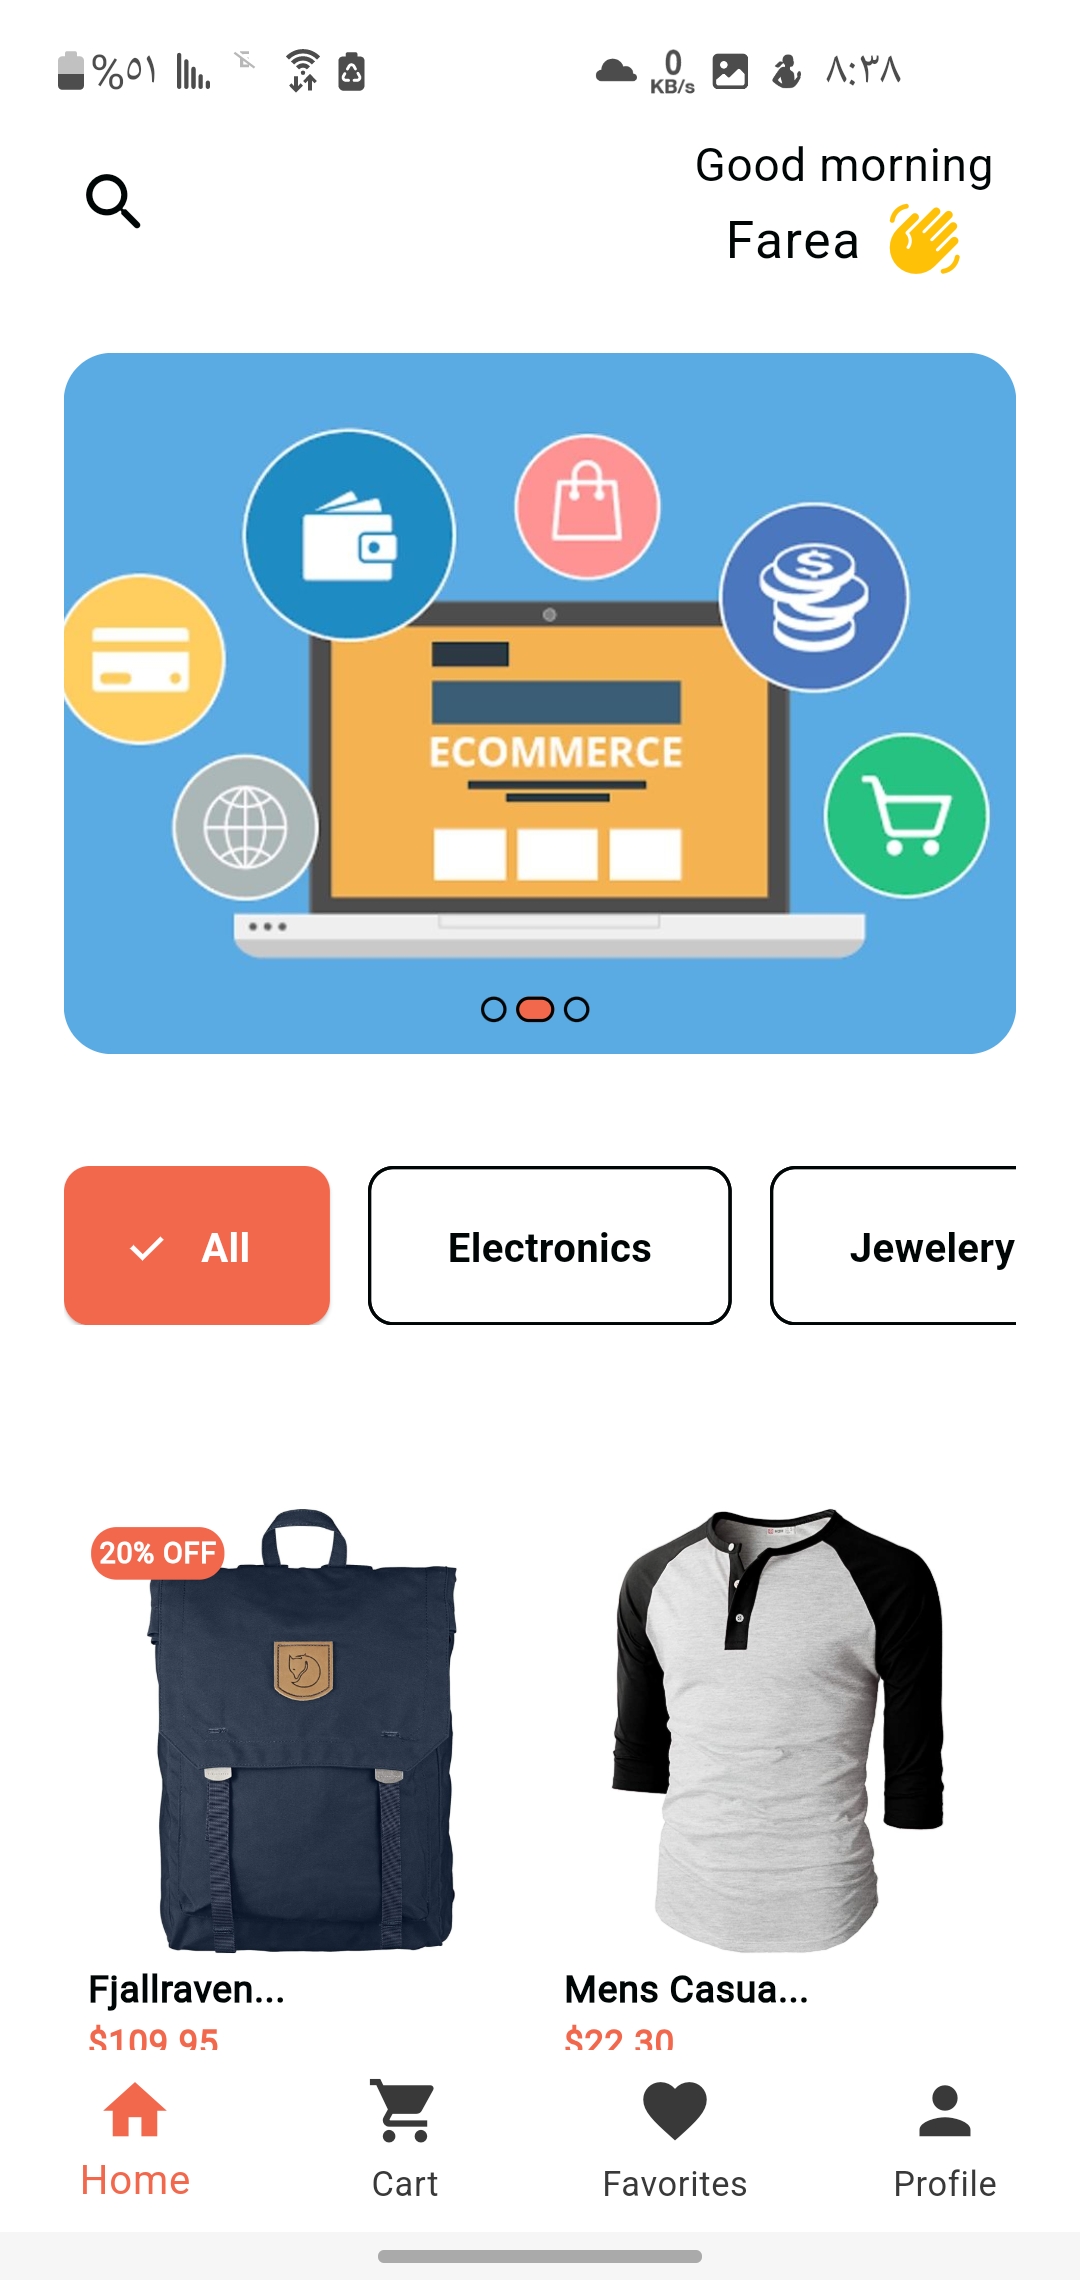 %٥١
0
KB/s
٨:٣٨
Good morning
Farea
ECOMMERCE
All
Electronics
Jewelery
20% OFF
Fjallraven...
Mens Casua...
$109.95
$22.30
Home
Cart
Favorites
Profile